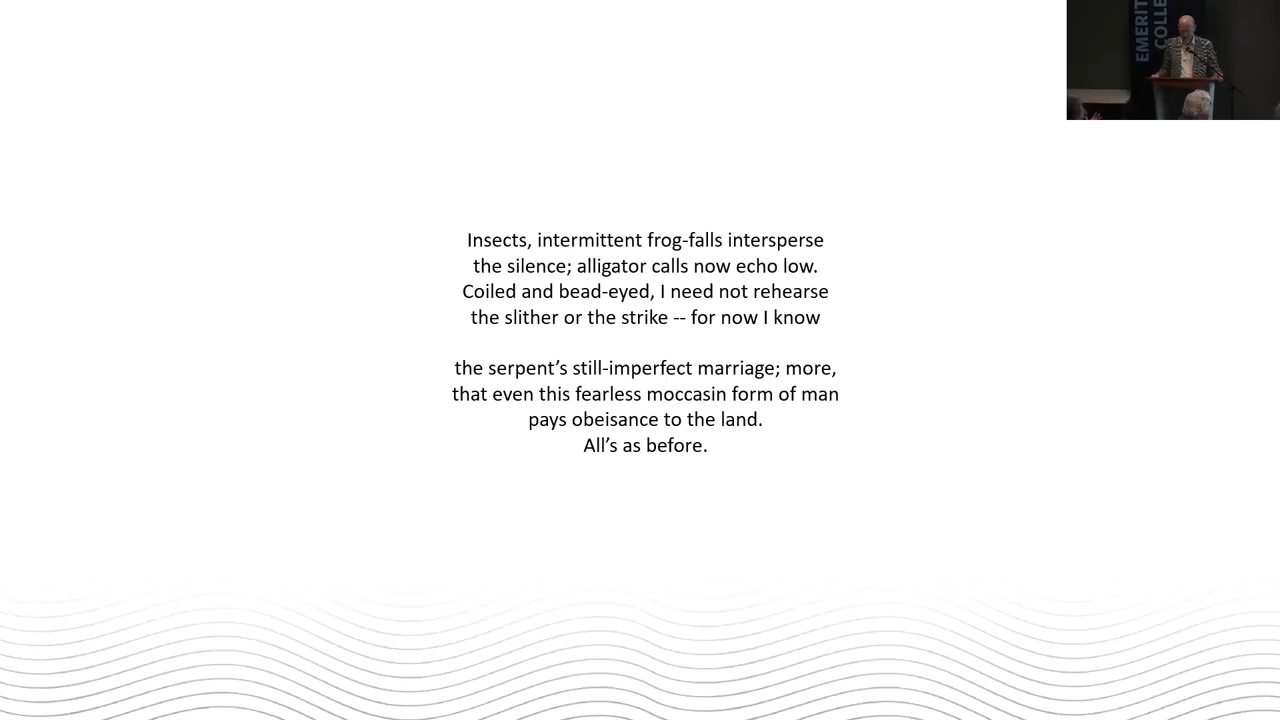 EMERIT
COLLE
Insects, intermittent frog-falls intersperse
the silence; alligator calls now echo low.
Coiled and bead-eyed, I need not rehearse
the slither or the strike -- for now I know
the serpent’s still-imperfect marriage; more,
that even this fearless moccasin form of man
pays obeisance to the land.
All’s as before.